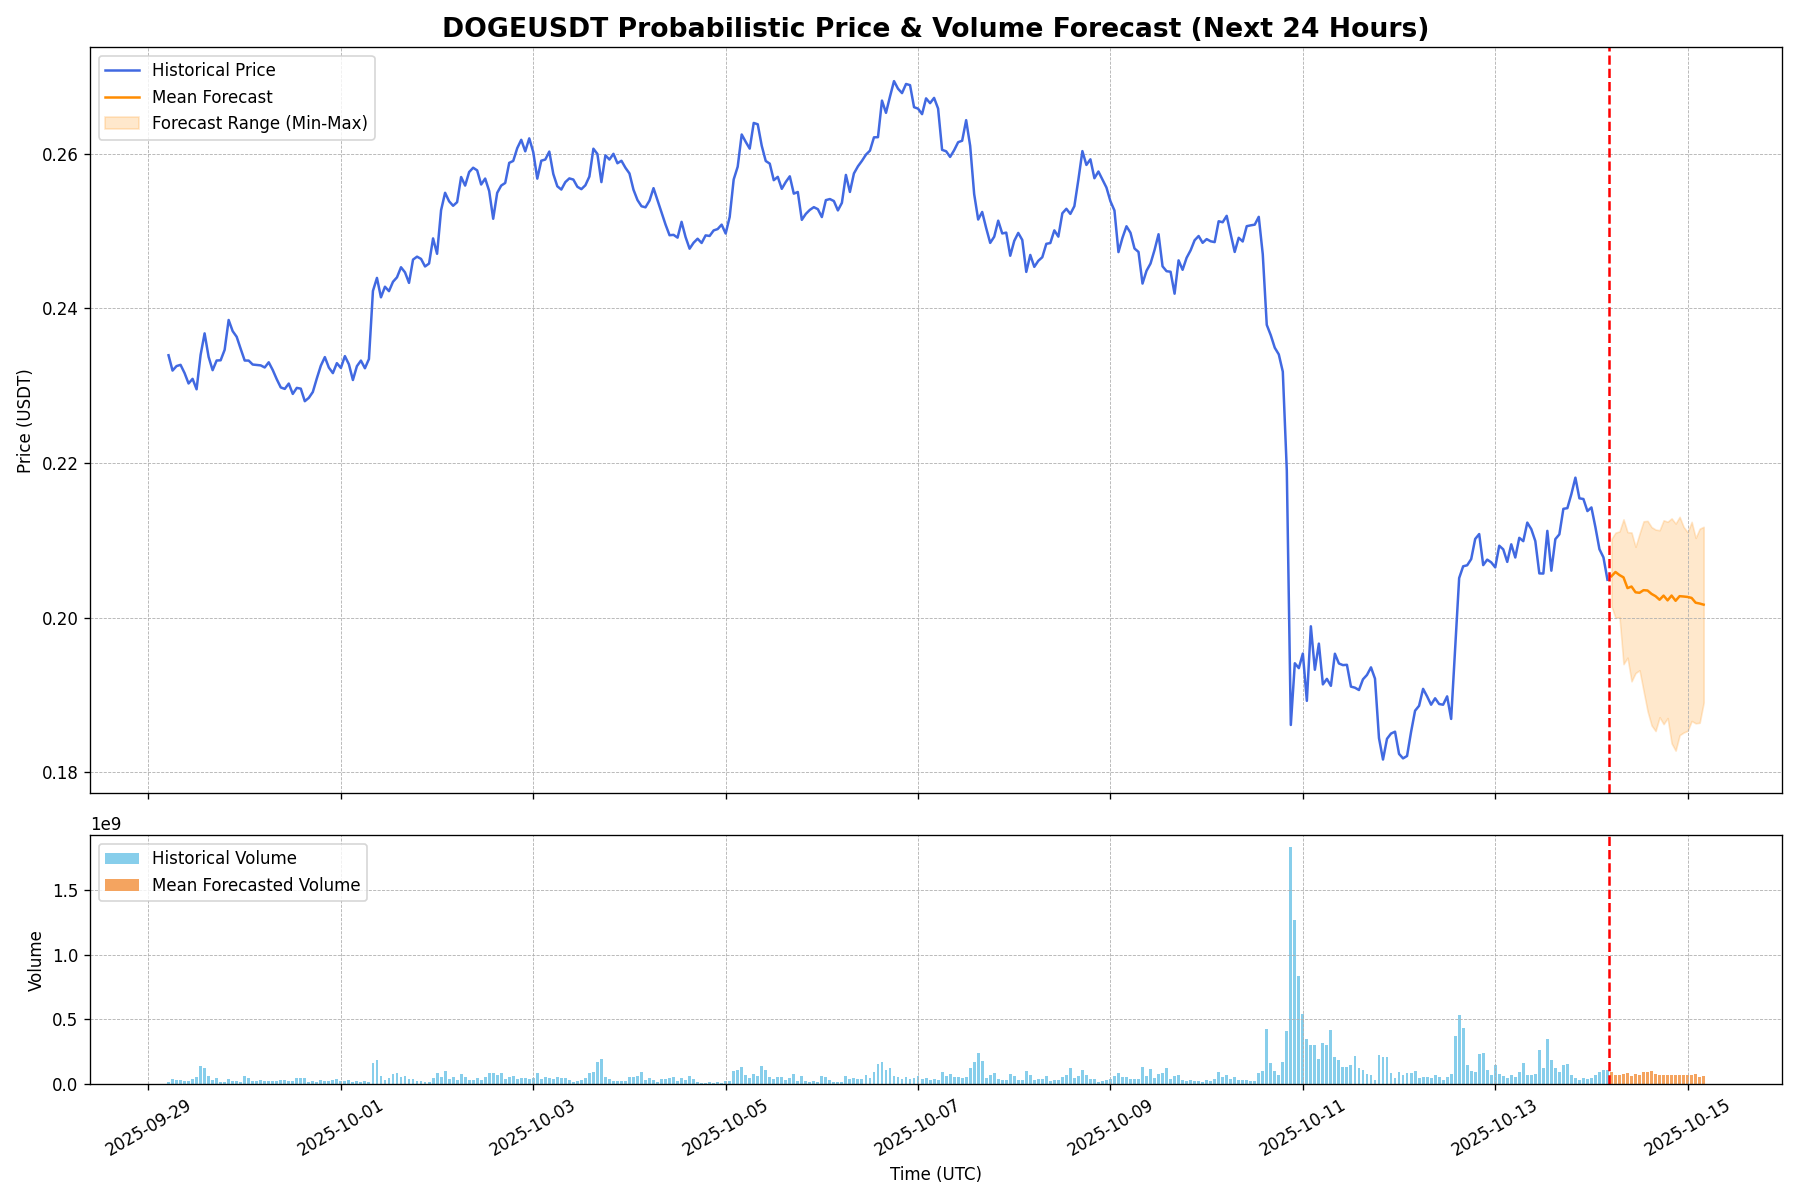 DOGEUSDT Probabilistic Price & Volume Forecast (Next 24 Hours)
Historical Price
Mean Forecast
Forecast Range (Min-Max)
Price (USDT)
0.26
0.24
0.22
0.20
0.18
1e9
Historical Volume
Mean Forecasted Volume
Volume
1.5
1.0
0.5
0.0
2025-09-29
2025-10-01
2025-10-03
2025-10-05
2025-10-07
2025-10-09
2025-10-11
2025-10-13
2025-10-15
Time (UTC)